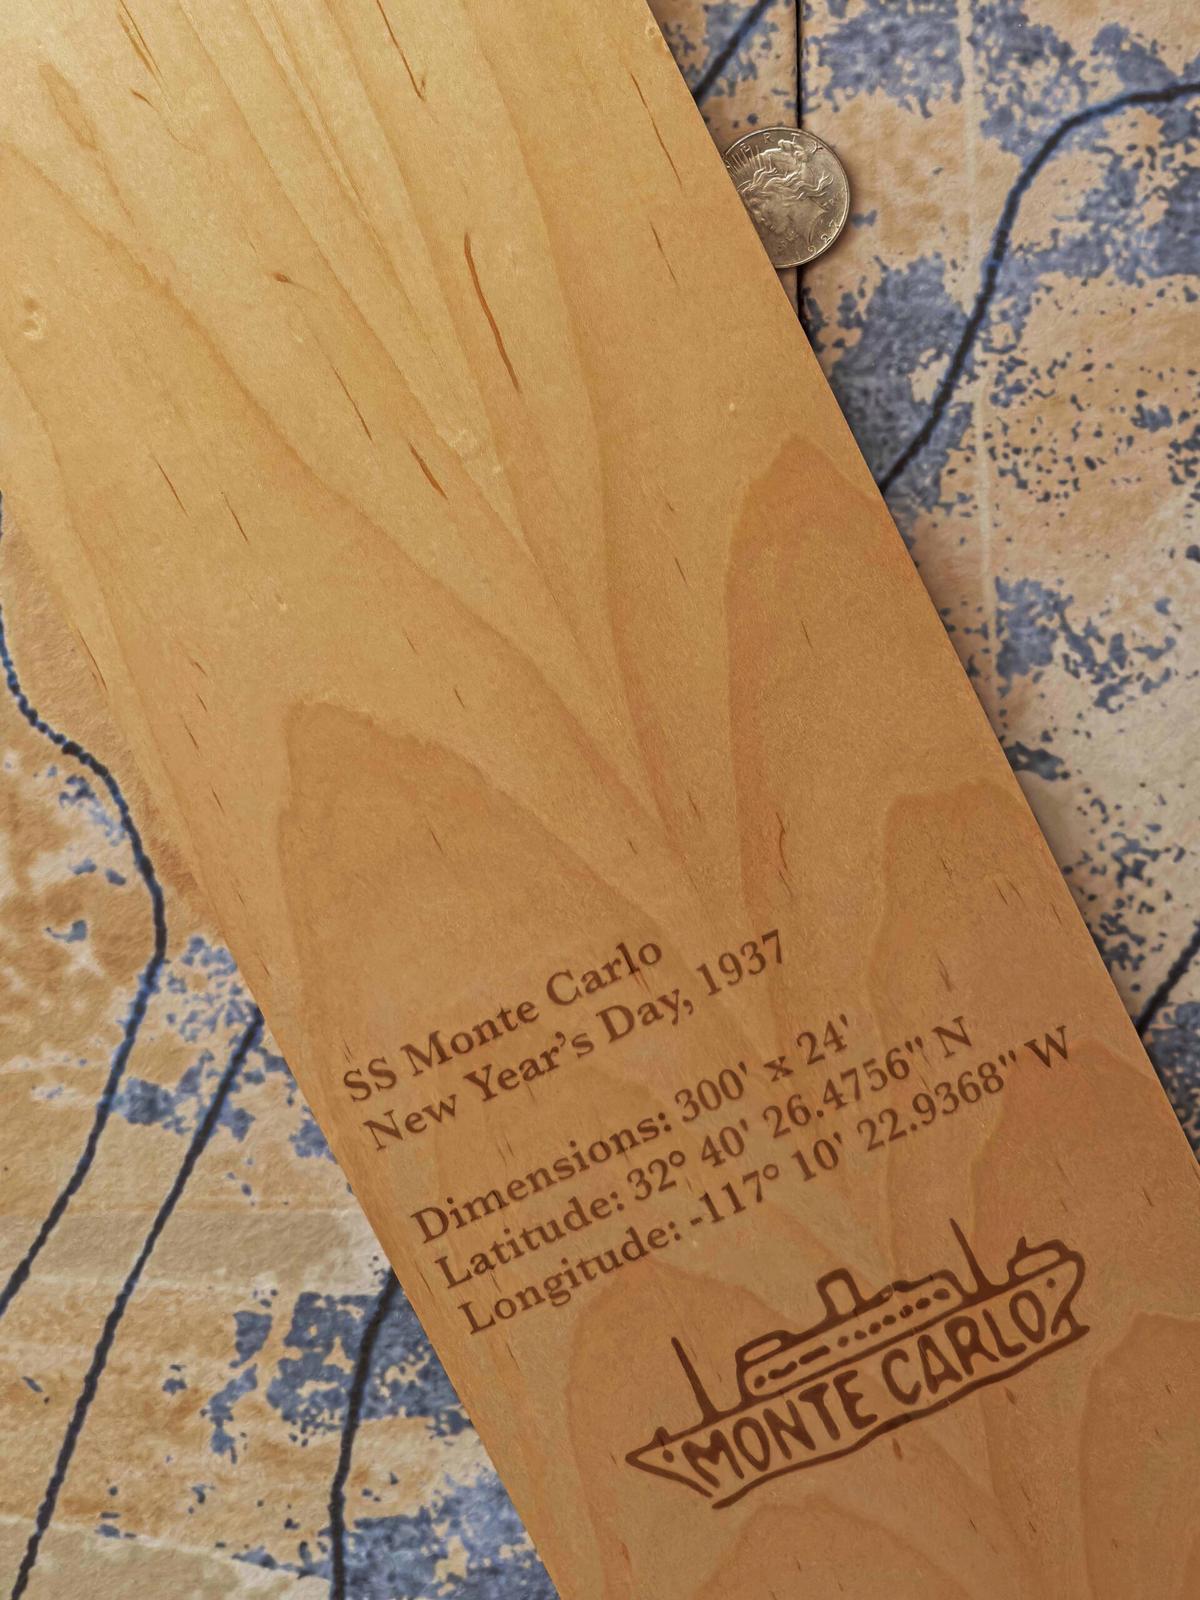 LIBERTY
1927
SS Monte Carlo
New Year's Day, 1937
Dimensions: 300' x 24'
Latitude: 32° 40' 26.4756" N
Longitude: -117° 10' 22.9368" W
MONTE CARLO